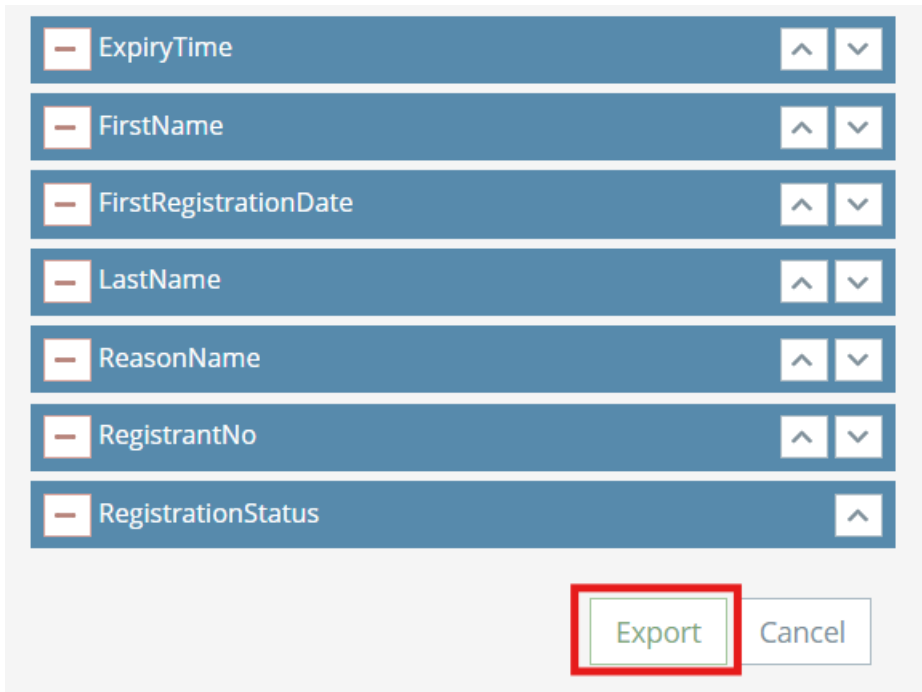 ExpiryTime
FirstName
FirstRegistrationDate
LastName
ReasonName
RegistrantNo
RegistrationStatus
Export Cancel